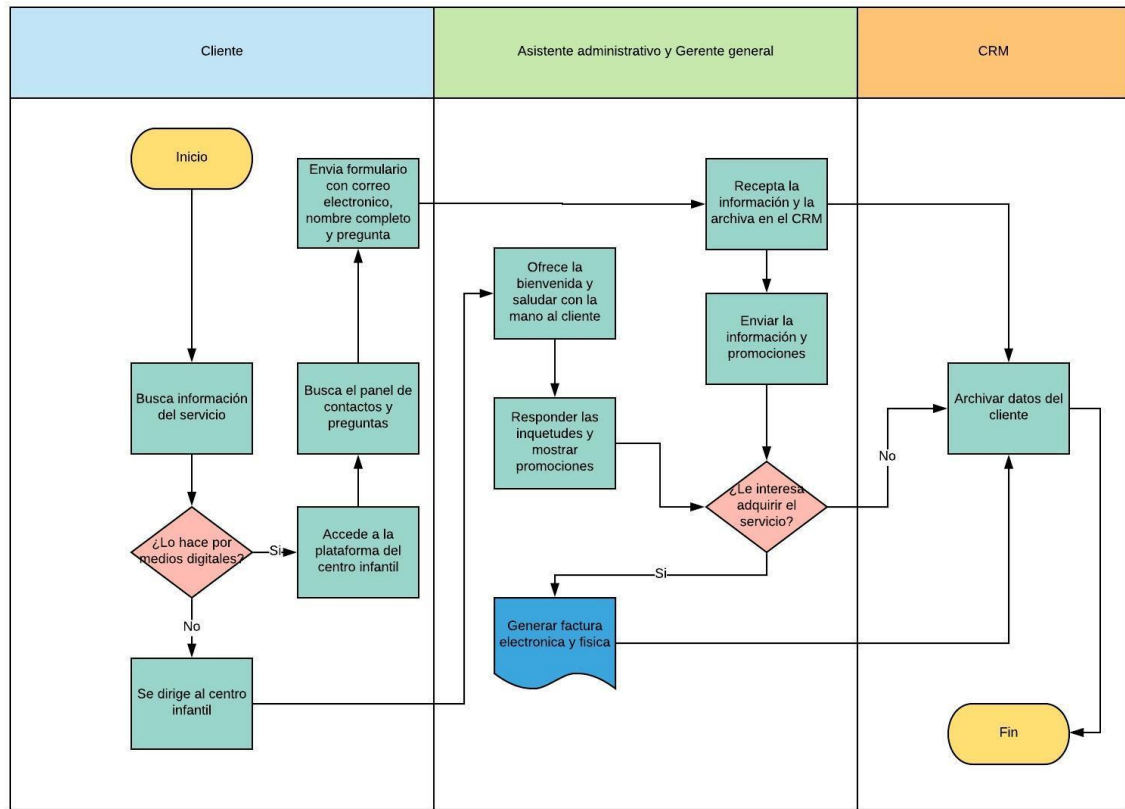 Cliente
Asistente administrativo y Gerente general
CRM
Inicio
Envia formulario
con correo
electronico,
nombre completo
y pregunta
Recepta la
información y la
archiva en el CRM
Ofrece la
bienvenida y
saludar con la
mano al cliente
Enviar la
información y
promociones
Busca información
del servicio
Busca el panel de
contactos y
preguntas
Responder las
inquetudes y
mostrar
promociones
Archivar datos del
cliente
No
¿Le interesa
adquirir el
servicio?
¿Lo hace por
medios digitales?
Si
Accede a la
plataforma del
centro infantil
Si
No
Generar factura
electronica y fisica
Se dirige al centro
infantil
Fin